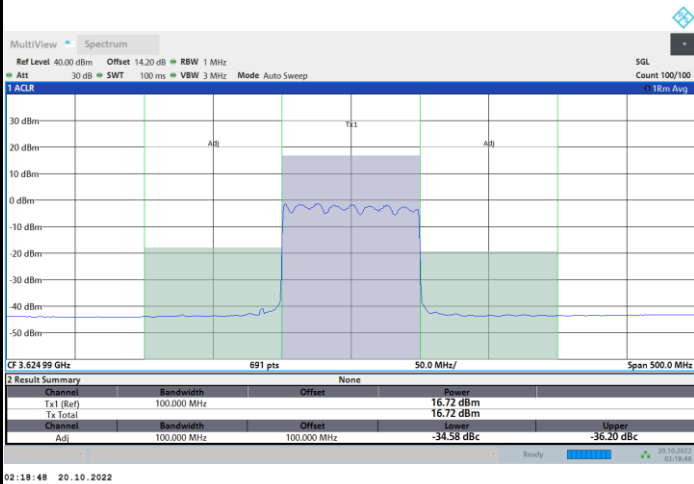 MultiView Spectrum
Ref Level 40.00 dBm Offset 14.20 dB RBW 1 MHz SGL
Att 30 dB SWT 100 ms VBW 3 MHz Mode Auto Sweep Count 100/100
1 ACLR 1Rm Avg
30 dBm
Tx1
20 dBm
Adj Adj
10 dBm
0 dBm
-10 dBm
-20 dBm
-30 dBm
-40 dBm
-50 dBm
CF 3.624 99 GHz 691 pts 50.0 MHz/ Span 500.0 MHz
2 Result Summary None
Channel Bandwidth Offset Power
Tx1 (Ref) 100.000 MHz 16.72 dBm
Tx Total 16.72 dBm
Channel Bandwidth Offset Lower Upper
Adj 100.000 MHz 100.000 MHz -34.58 dBc -36.20 dBc
Ready 20.10.2022
02:18:48
02:18:48 20.10.2022